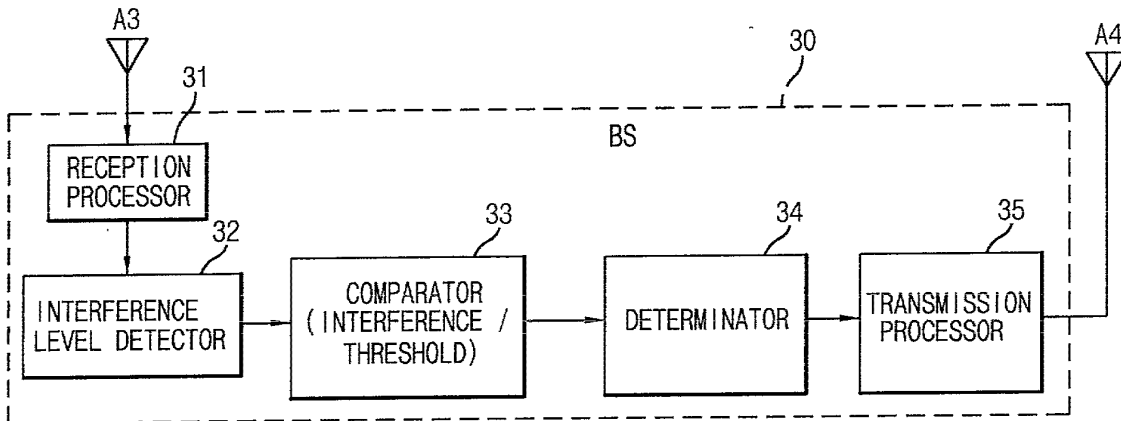 A3
A4
31
30
BS
RECEPTION
PROCESSOR
32
33
34
35
INTERFERENCE
LEVEL DETECTOR
COMPARATOR
(INTERFERENCE /
THRESHOLD)
DETERMINATOR
TRANSMISSION
PROCESSOR